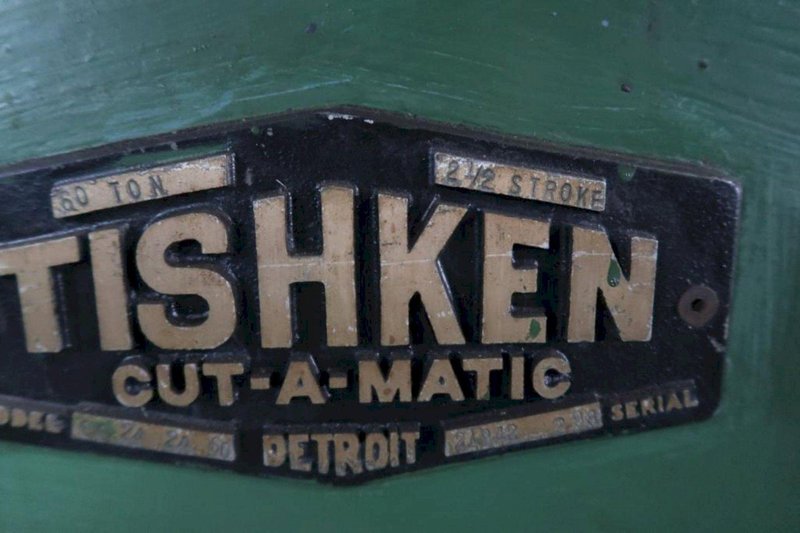 60 TON 2 1/2 STROKE
TISHKEN
CUT-A-MATIC
DETROIT SERIAL